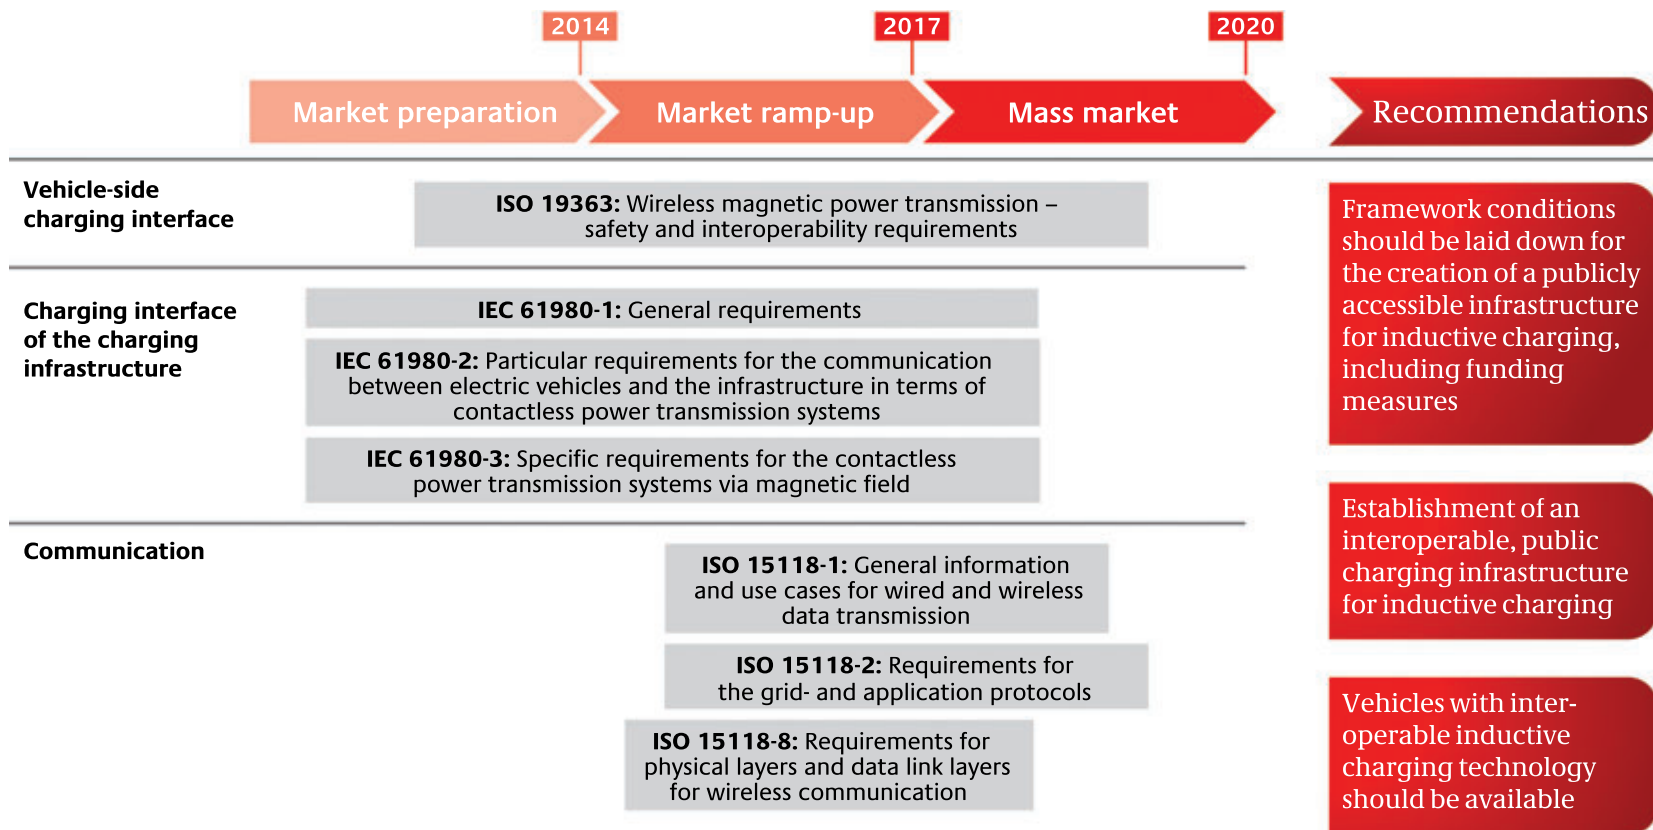 2014
2017
2020
Market preparation
Market ramp-up
Mass market
Recommendations
Vehicle-side
charging interface
ISO 19363: Wireless magnetic power transmission –
safety and interoperability requirements
Charging interface
of the charging
infrastructure
IEC 61980-1: General requirements
IEC 61980-2: Particular requirements for the communication
between electric vehicles and the infrastructure in terms of
contactless power transmission systems
IEC 61980-3: Specific requirements for the contactless
power transmission systems via magnetic field
Communication
ISO 15118-1: General information
and use cases for wired and wireless
data transmission
ISO 15118-2: Requirements for
the grid- and application protocols
ISO 15118-8: Requirements for
physical layers and data link layers
for wireless communication
Framework conditions
should be laid down for
the creation of a publicly
accessible infrastructure
for inductive charging,
including funding
measures
Establishment of an
interoperable, public
charging infrastructure
for inductive charging
Vehicles with inter-
operable inductive
charging technology
should be available